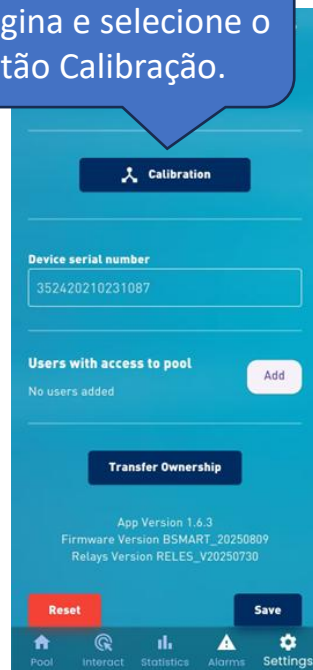 gina e selecione o
tão Calibração.
Calibration
Device serial number
352420210231087
Users with access to pool
Add
No users added
Transfer Ownership
App Version 1.6.3
Firmware Version BSMART_20250809
Relays Version RELES_V20250730
Reset
Save
Pool
Interact
Statistics
Alarms
Settings